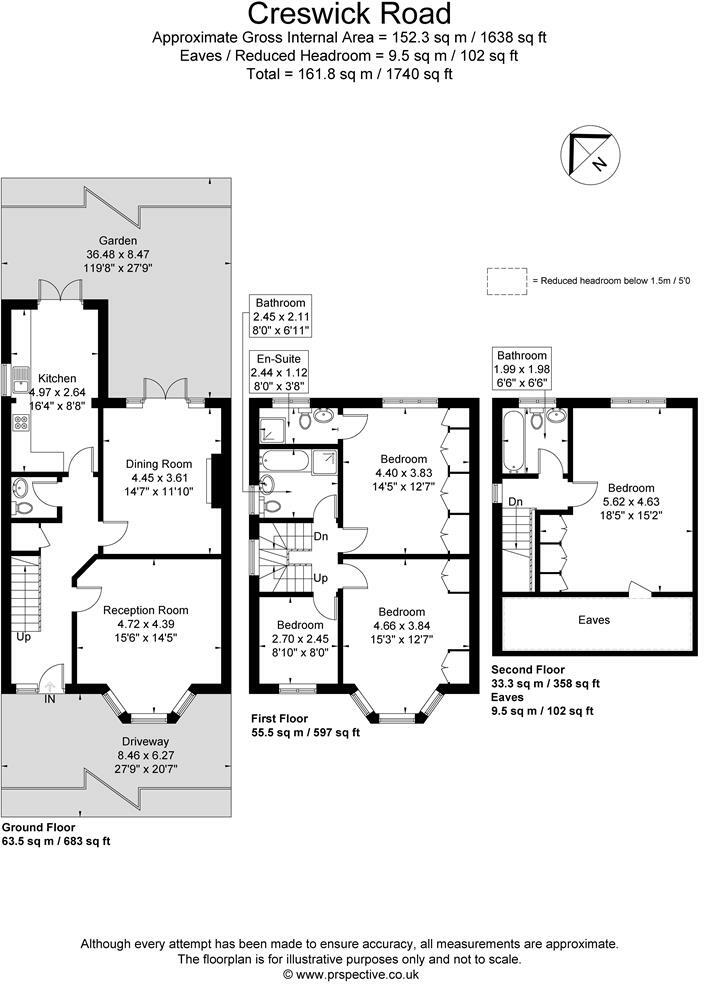 Creswick Road
Approximate Gross Internal Area = 152.3 sq m / 1638 sq ft
Eaves / Reduced Headroom = 9.5 sq m / 102 sq ft
Total = 161.8 sq m / 1740 sq ft
N
= Reduced headroom below 1.5m / 5'0
Garden
36.48 x 8.47
119'8" x 27'9"
Kitchen
4.97 x 2.64
16'4" x 8'8"
Dining Room
4.45 x 3.61
14'7" x 11'10"
Reception Room
4.72 x 4.39
15'6" x 14'5"
Up
IN
Driveway
8.46 x 6.27
27'9" x 20'7"
Ground Floor
63.5 sq m / 683 sq ft
Bathroom
2.45 x 2.11
8'0" x 6'11"
En-Suite
2.44 x 1.12
8'0" x 3'8"
Bedroom
4.40 x 3.83
14'5" x 12'7"
Dn
Up
Bedroom
2.70 x 2.45
8'10" x 8'0"
Bedroom
4.66 x 3.84
15'3" x 12'7"
First Floor
55.5 sq m / 597 sq ft
Bathroom
1.99 x 1.98
6'6" x 6'6"
Dn
Bedroom
5.62 x 4.63
18'5" x 15'2"
Eaves
Second Floor
33.3 sq m / 358 sq ft
Eaves
9.5 sq m / 102 sq ft
Although every attempt has been made to ensure accuracy, all measurements are approximate.
The floorplan is for illustrative purposes only and not to scale.
© www.prspective.co.uk